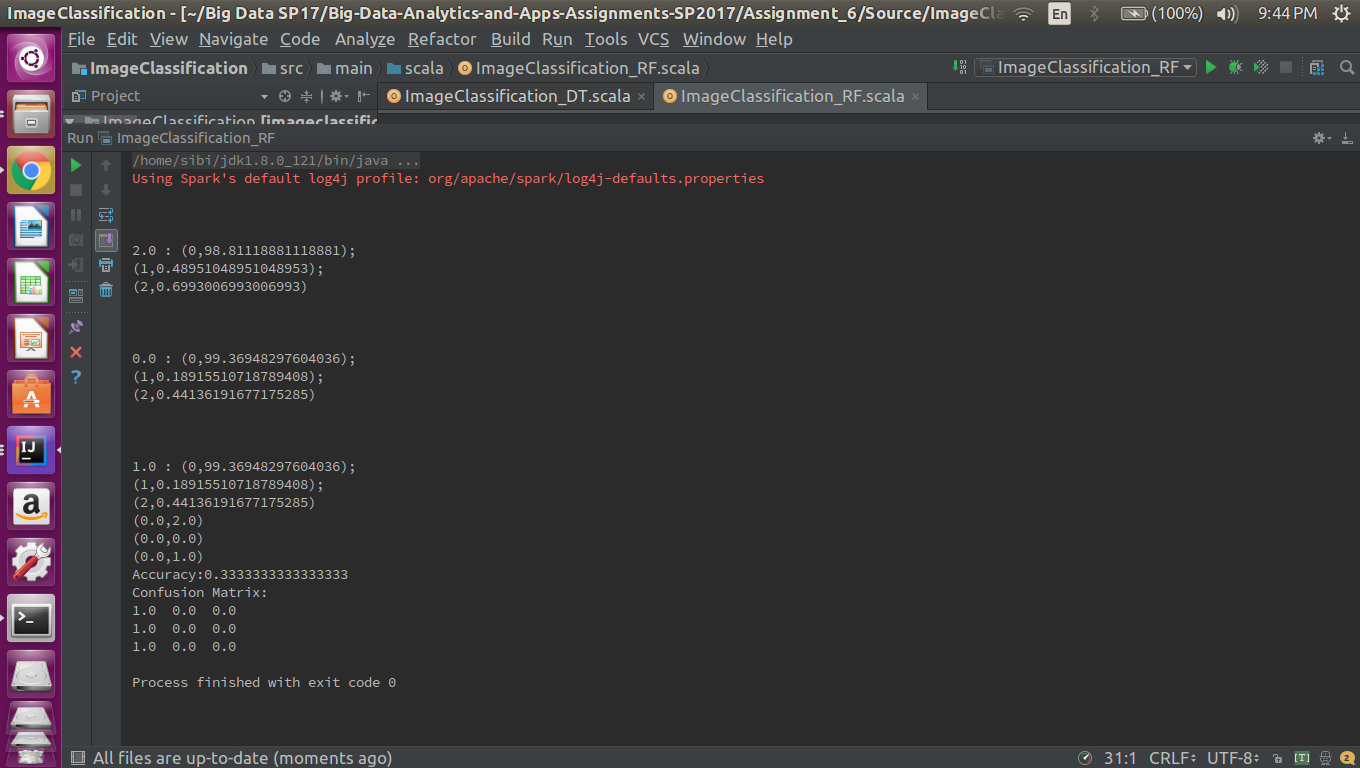 ImageClassification - [~/Big Data SP17/Big-Data-Analytics-and-Apps-Assignments-SP2017/Assignment_6/Source/ImageCla
En (100%) 9:44 PM
File Edit View Navigate Code Analyze Refactor Build Run Tools VCS Window Help
ImageClassification src main scala ImageClassification_RF.scala ImageClassification_RF
Project ImageClassification_DT.scala ImageClassification_RF.scala
ImageClassification [imageclassific
Run ImageClassification_RF
/home/sibi/jdk1.8.0_121/bin/java ...
Using Spark's default log4j profile: org/apache/spark/log4j-defaults.properties
2.0 : (0,98.81118881118881);
(1,0.48951048951048953);
(2,0.6993006993006993)
0.0 : (0,99.36948297604036);
(1,0.18915510718789408);
(2,0.44136191677175285)
1.0 : (0,99.36948297604036);
(1,0.18915510718789408);
(2,0.44136191677175285)
(0.0,2.0)
(0.0,0.0)
(0.0,1.0)
Accuracy:0.3333333333333333
Confusion Matrix:
1.0 0.0 0.0
1.0 0.0 0.0
1.0 0.0 0.0
Process finished with exit code 0
All files are up-to-date (moments ago) 31:1 CRLF UTF-8 [T] 2